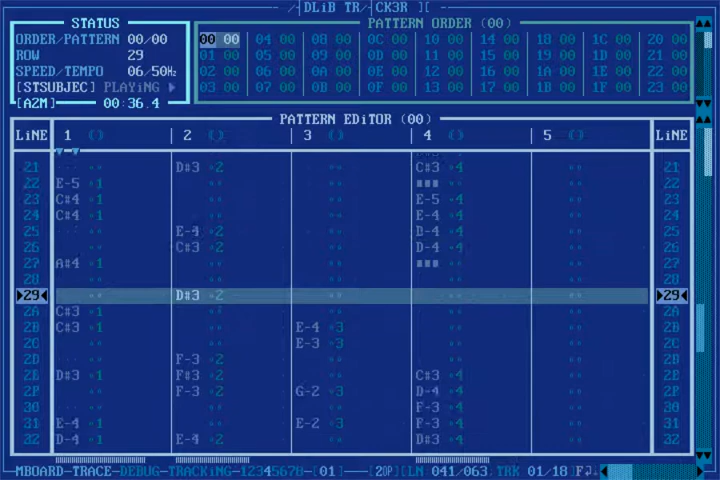 DLiB TR/-|CK3R
STATUS
ORDER/PATTERN 00/00
ROW 29
SPEED/TEMPO 06/50Hz
[STSUBJEC] PLAYiNG
[A2M] 00:36.4
PATTERN ORDER (00)
00 00 04 00 08 00 0C 00 10 00 14 00 18 00 1C 00 20 00
01 00 05 00 09 00 0D 00 11 00 15 00 19 00 1D 00 21 00
02 00 06 00 0A 00 0E 00 12 00 16 00 1A 00 1E 00 22 00
03 00 07 00 0B 00 0F 00 13 00 17 00 1B 00 1F 00 23 00
PATTERN EDiTOR (00)
LiNE 1 () 2 () 3 () 4 () 5 () LiNE
21 D#3 2 C#3 4 21
22 E-5 1 22
23 C#4 1 E-5 4 23
24 C#4 1 E-4 4 24
25 E-4 2 D-4 4 25
26 C#3 2 D-4 4 26
27 A#4 1 27
28 28
29 D#3 2 29
2A C#3 1 2A
2B C#3 1 E-4 3 2B
2C E-3 3 2C
2D F-3 2 2D
2E D#3 1 F#3 2 C#3 4 2E
2F F-3 2 G-2 3 D-4 4 2F
30 F-3 4 30
31 E-4 1 E-2 3 F-3 4 31
32 D-4 1 E-4 2 D#3 4 32
MBOARD-TRACE-DEBUG-TRACKiNG-12345678-[01] [2OP][LN 041/063, TRK 01/18]